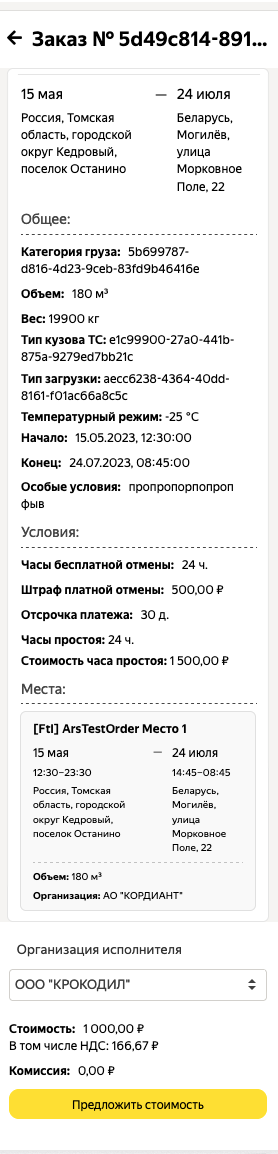 ← Заказ № 5d49c814-891...
15 мая — 24 июля
Россия, Томская
область, городской
округ Кедровый,
поселок Останино
Беларусь,
Могилёв,
улица
Морковное
Поле, 22
Общее:
Категория груза: 5b699787-
d816-4d23-9ceb-83fd9b46416e
Объем: 180 м³
Вес: 19900 кг
Тип кузова ТС: e1c99900-27a0-441b-
875a-9279ed7bb21c
Тип загрузки: aecc6238-4364-40dd-
8161-f01ac66a8c5c
Температурный режим: -25 °C
Начало: 15.05.2023, 12:30:00
Конец: 24.07.2023, 08:45:00
Особые условия: пропропорпопроп
фыв
Условия:
Часы бесплатной отмены: 24 ч.
Штраф платной отмены: 500,00 ₽
Отсрочка платежа: 30 д.
Часы простоя: 24 ч.
Стоимость часа простоя: 1 500,00 ₽
Места:
[Ftl] ArsTestOrder Место 1
15 мая — 24 июля
12:30–23:30 14:45–08:45
Россия, Томская
область, городской
округ Кедровый,
поселок Останино
Беларусь,
Могилёв,
улица
Морковное
Поле, 22
Объем: 180 м³
Организация: АО "КОРДИАНТ"
Организация исполнителя
ООО "КРОКОДИЛ"
Стоимость: 1 000,00 ₽
В том числе НДС: 166,67 ₽
Комиссия: 0,00 ₽
Предложить стоимость